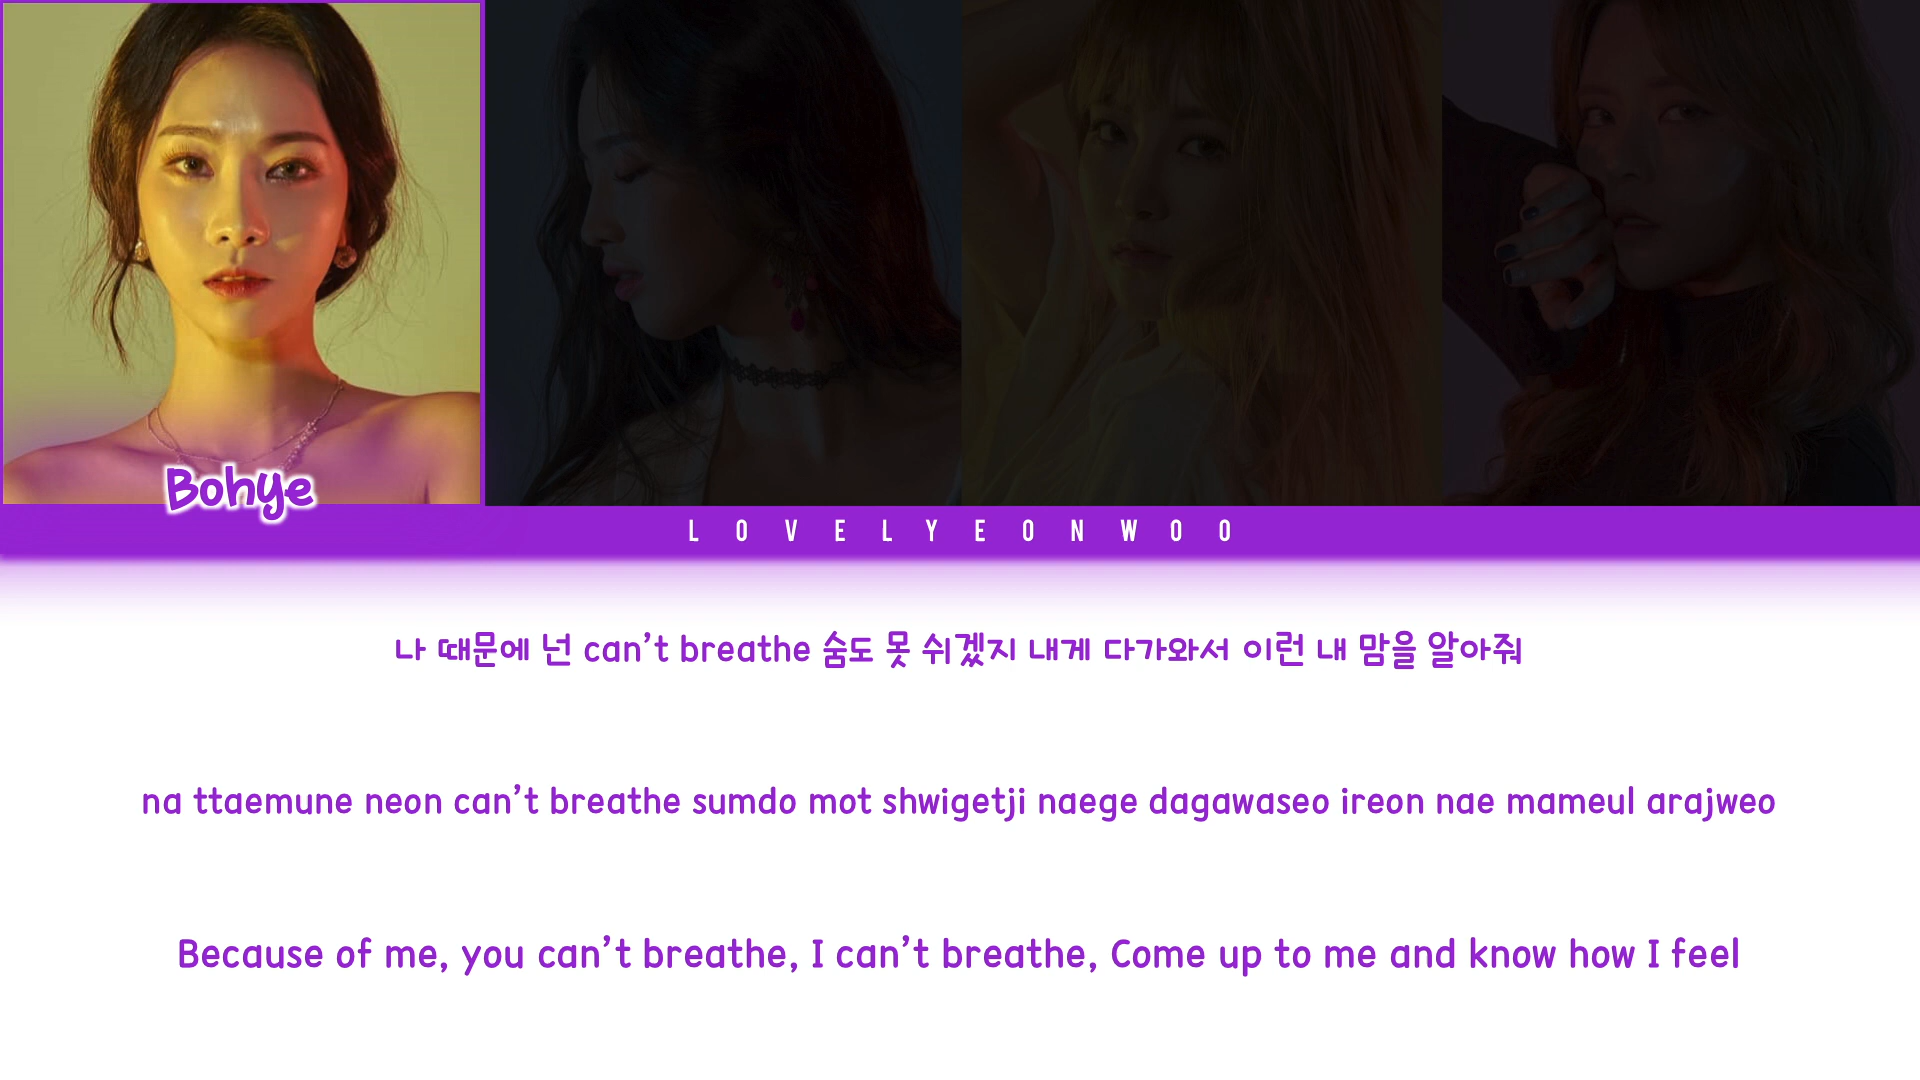 Bohye
LOVELYEONWOO
나 때문에 넌 can't breathe 숨도 못 쉬겠지 내게 다가와서 이런 내 맘을 알아줘
na ttaemune neon can't breathe sumdo mot shwigetji naege dagawaseo ireon nae mameul arajweo
Because of me, you can't breathe, I can't breathe, Come up to me and know how I feel